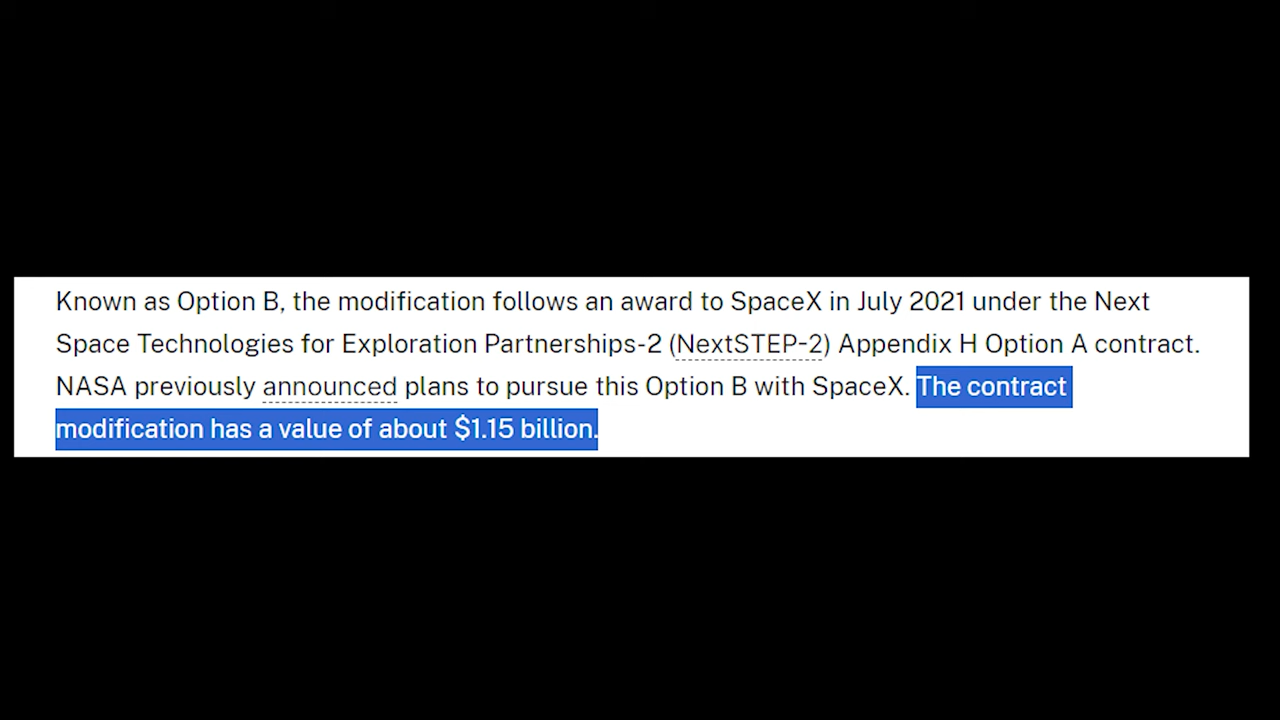 Known as Option B, the modification follows an award to SpaceX in July 2021 under the Next
Space Technologies for Exploration Partnerships-2 (NextSTEP-2) Appendix H Option A contract.
NASA previously announced plans to pursue this Option B with SpaceX. The contract
modification has a value of about $1.15 billion.